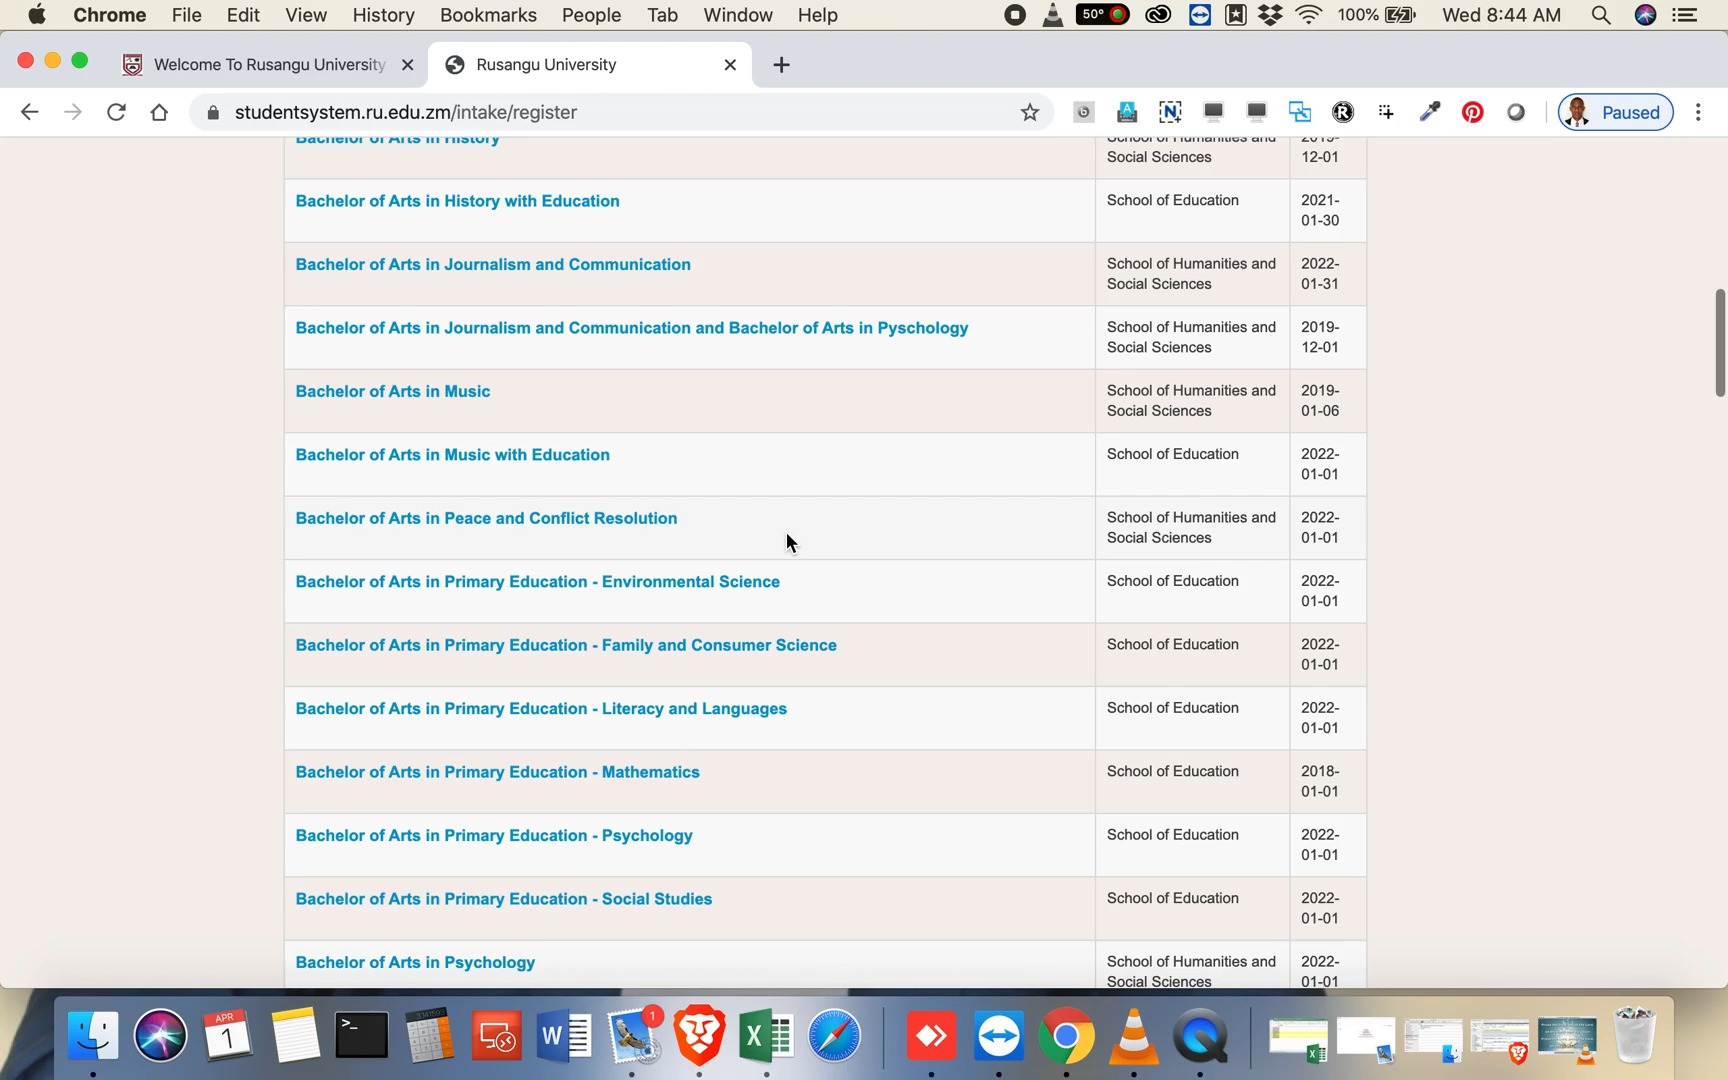 Chrome File Edit View History Bookmarks People Tab Window Help 50° 100% Wed 8:44 AM
Welcome To Rusangu University Rusangu University
studentsystem.ru.edu.zm/intake/register Paused
Bachelor of Arts in History School of Humanities and 2019-
Social Sciences 12-01
Bachelor of Arts in History with Education School of Education 2021-
01-30
Bachelor of Arts in Journalism and Communication School of Humanities and 2022-
Social Sciences 01-31
Bachelor of Arts in Journalism and Communication and Bachelor of Arts in Pyschology School of Humanities and 2019-
Social Sciences 12-01
Bachelor of Arts in Music School of Humanities and 2019-
Social Sciences 01-06
Bachelor of Arts in Music with Education School of Education 2022-
01-01
Bachelor of Arts in Peace and Conflict Resolution School of Humanities and 2022-
Social Sciences 01-01
Bachelor of Arts in Primary Education - Environmental Science School of Education 2022-
01-01
Bachelor of Arts in Primary Education - Family and Consumer Science School of Education 2022-
01-01
Bachelor of Arts in Primary Education - Literacy and Languages School of Education 2022-
01-01
Bachelor of Arts in Primary Education - Mathematics School of Education 2018-
01-01
Bachelor of Arts in Primary Education - Psychology School of Education 2022-
01-01
Bachelor of Arts in Primary Education - Social Studies School of Education 2022-
01-01
Bachelor of Arts in Psychology School of Humanities and 2022-
Social Sciences 01-01
APR
1
1